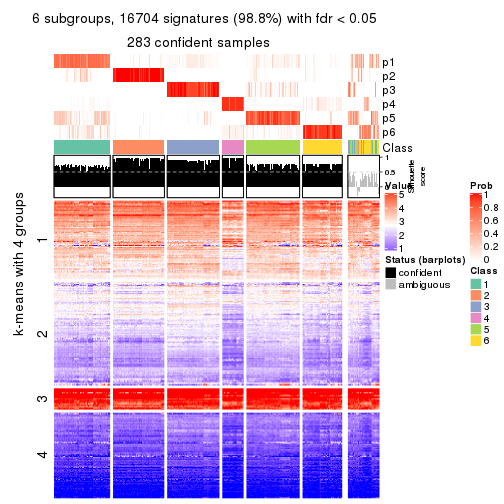 6 subgroups, 16704 signatures (98.8%) with fdr < 0.05
283 confident samples
p1
p2
p3
p4
p5
p6
Class
1
0.5
0
Silhouette
score
k-means with 4 groups
1
2
3
4
Value
5
4
3
2
1
Status (barplots)
confident
ambiguous
Prob
1
0.8
0.6
0.4
0.2
0
Class
1
2
3
4
5
6